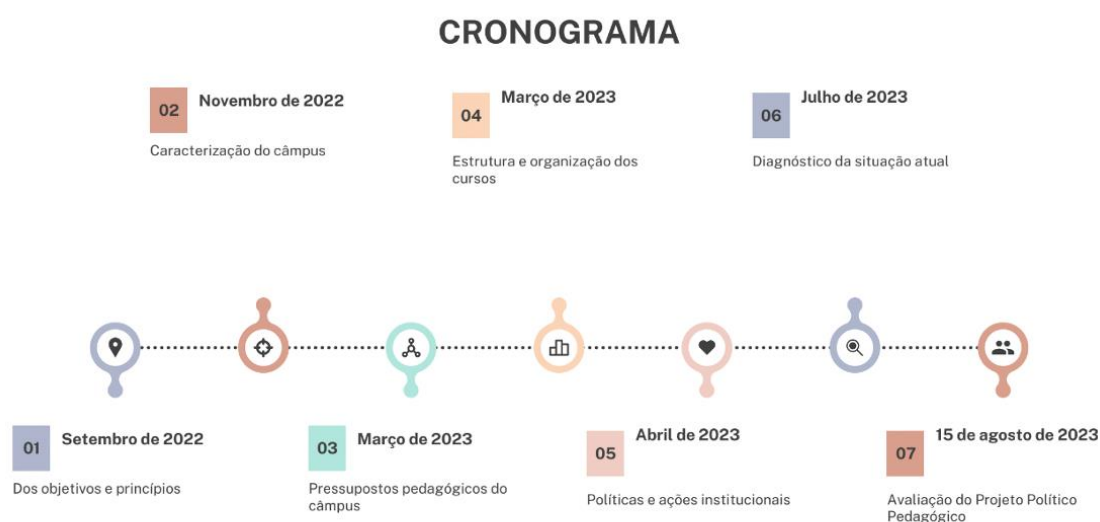 CRONOGRAMA
02
Novembro de 2022
Caracterização do câmpus
04
Março de 2023
Estrutura e organização dos
cursos
06
Julho de 2023
Diagnóstico da situação atual
01
Setembro de 2022
Dos objetivos e princípios
03
Março de 2023
Pressupostos pedagógicos do
câmpus
05
Abril de 2023
Políticas e ações institucionais
07
15 de agosto de 2023
Avaliação do Projeto Político
Pedagógico